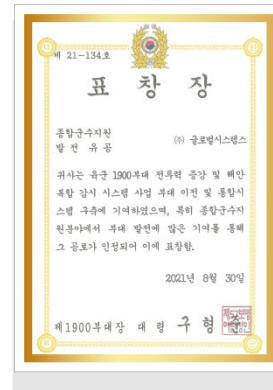 제 21-134호
표 창 장
종합군수지원
발 전 유 공
㈜ 글로벌시스템스
귀사는 육군 1900부대 전투력 증강 및 해안
복합 감시 시스템 사업 부대 이전 및 통합시
스템 구축에 기여하였으며, 특히 종합군수지
원분야에서 부대 발전에 많은 기여를 통해
그 공로가 인정되어 이에 표창함.
2021년 8월 30일
제1900부대장 대 령 구 형 준